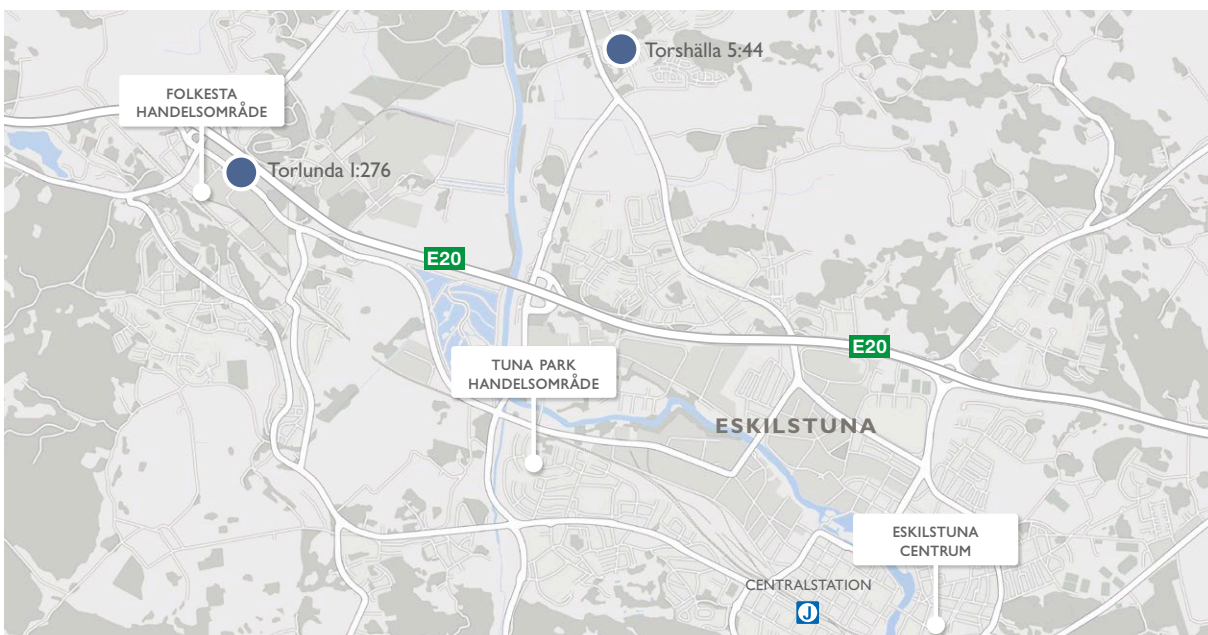 Torshälla 5:44
FOLKESTA
HANDELSOMRÅDE
Torlunda 1:276
E20
E20
TUNA PARK
HANDELSOMRÅDE
ESKILSTUNA
ESKILSTUNA
CENTRUM
CENTRALSTATION
J